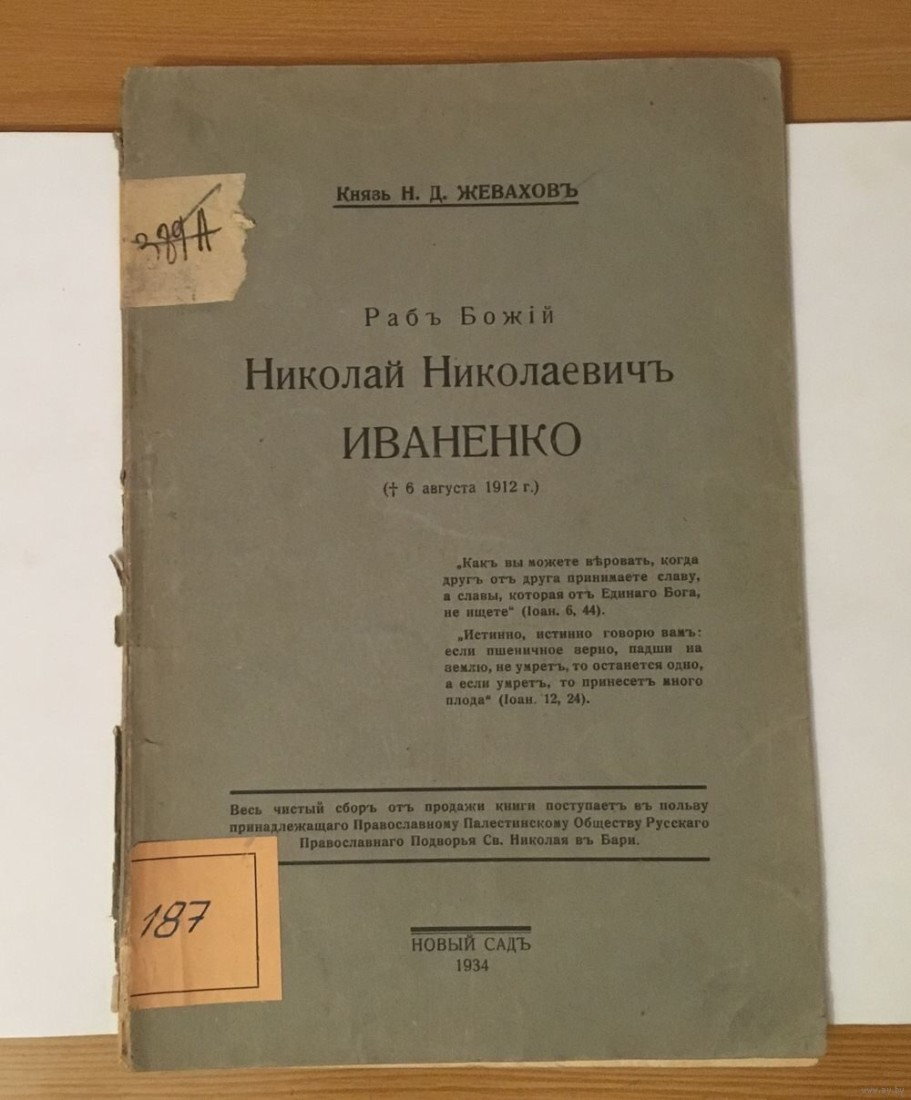 Князь Н. Д. ЖЕВАХОВЪ
389 А
Рабъ Божій
Николай Николаевичъ
ИВАНЕНКО
(† 6 августа 1912 г.)
„Какъ вы можете вѣровать, когда
другъ отъ друга принимаете славу,
а славы, которая отъ Единаго Бога,
не ищете“ (Іоан. 6, 44).
„Истинно, истинно говорю вамъ:
если пшеничное зерно, падши на
землю, не умретъ, то останется одно,
а если умретъ, то принесетъ много
плода“ (Іоан. 12, 24).
Весь чистый сборъ отъ продажи книги поступаетъ въ пользу
принадлежащаго Православному Палестинскому Обществу Русскаго
Православнаго Подворья Св. Николая въ Бари.
187
НОВЫЙ САДЪ
1934